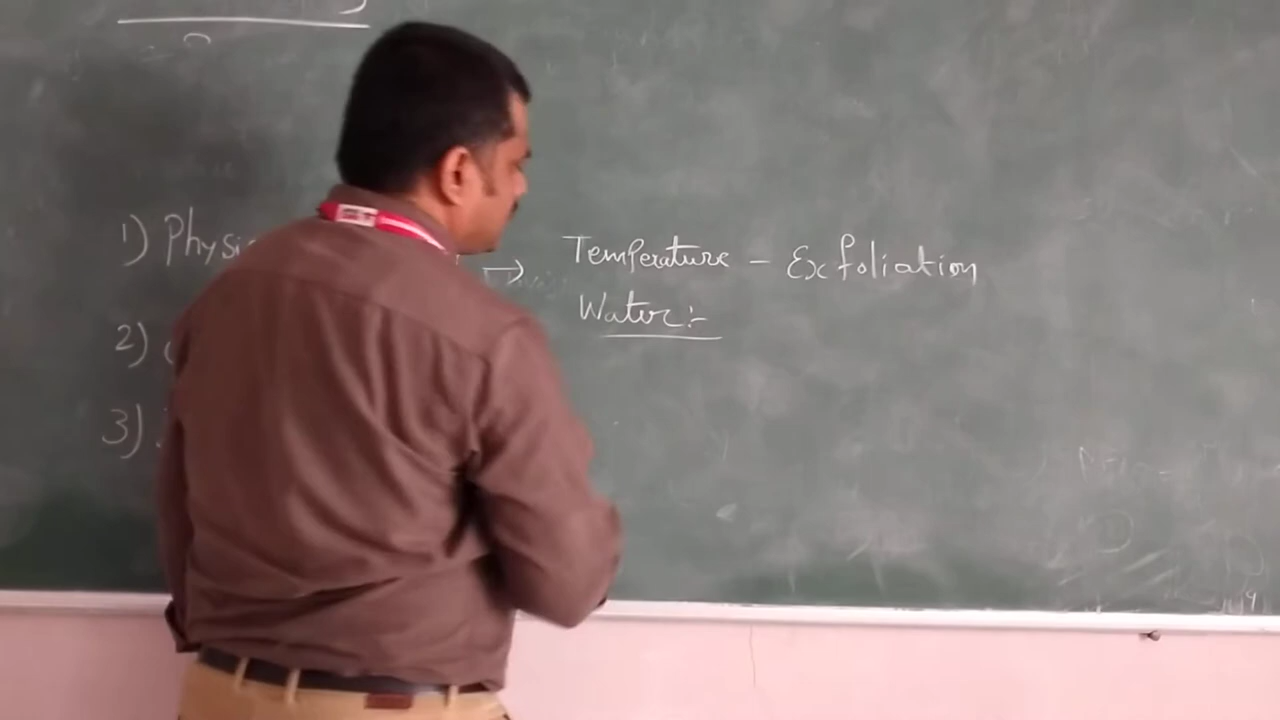 1) Physi
→ Temperature - Exfoliation
Water:-
2)
3)